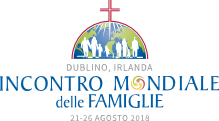 DUBLINO, IRLANDA
INCONTRO MONDIALE
delle FAMIGLIE
21-26 AGOSTO 2018